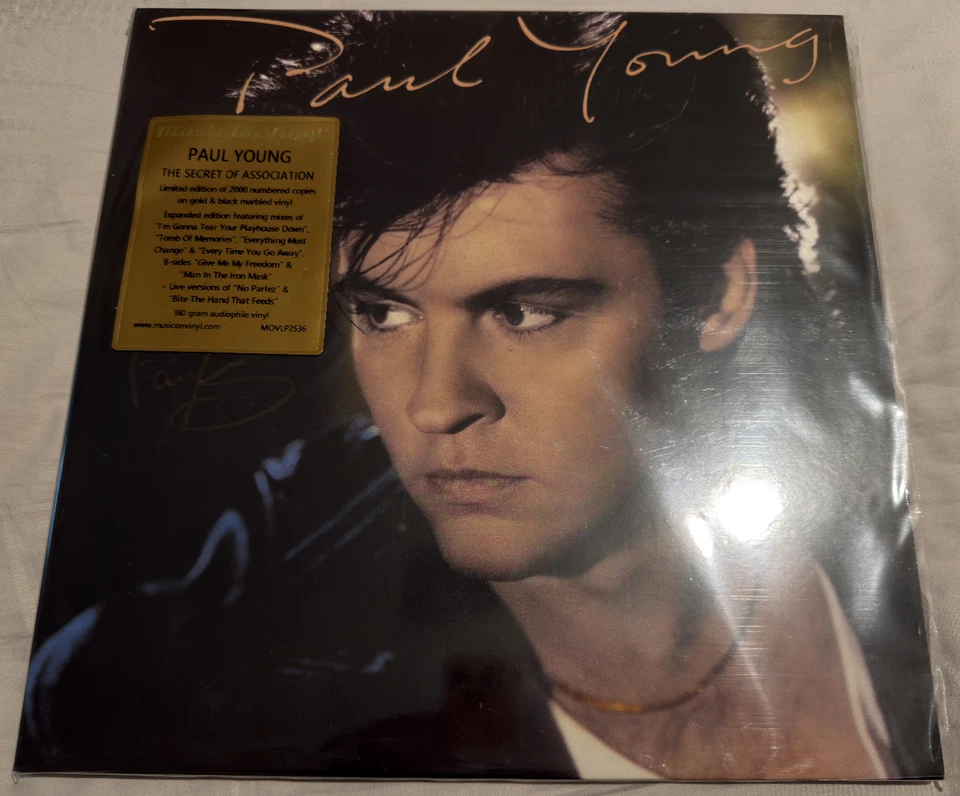 Paul Young
Music On Vinyl
PAUL YOUNG
THE SECRET OF ASSOCIATION
Limited edition of 2000 numbered copies
on gold & black marbled vinyl
Expanded edition featuring mixes of
"I'm Gonna Tear Your Playhouse Down",
"Tomb Of Memories", "Everything Must
Change" & "Every Time You Go Away",
B-sides "Give Me My Freedom" &
"Man In The Iron Mask"
+ Live versions of "No Parlez" &
"Bite The Hand That Feeds"
180 gram audiophile vinyl
www.musiconvinyl.com MOVLP2536